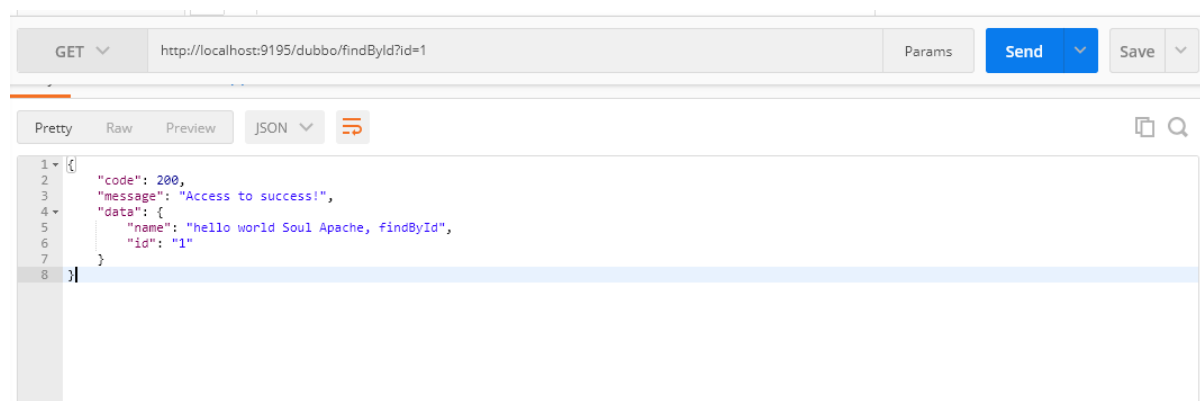 GET http://localhost:9195/dubbo/findById?id=1 Params Send Save
Pretty Raw Preview JSON
1 {
2 "code": 200,
3 "message": "Access to success!",
4 "data": {
5 "name": "hello world Soul Apache, findById",
6 "id": "1"
7 }
8 }